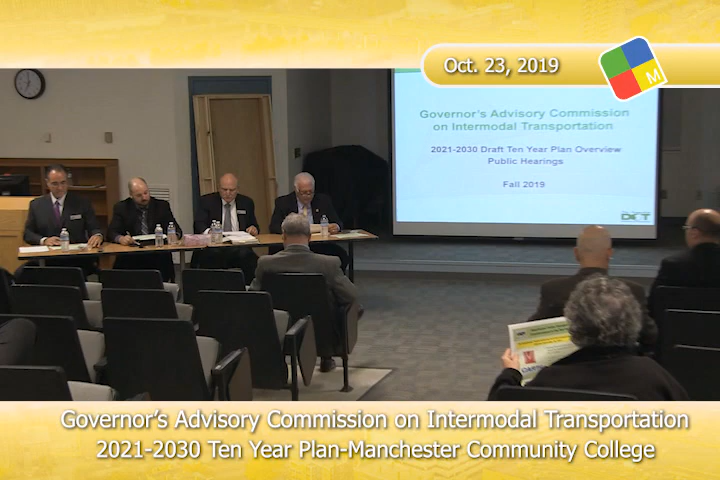 Oct. 23, 2019
M
Governor's Advisory Commission
on Intermodal Transportation
2021-2030 Draft Ten Year Plan Overview
Public Hearings
Fall 2019
DOT
Governor's Advisory Commission on Intermodal Transportation
2021-2030 Ten Year Plan-Manchester Community College